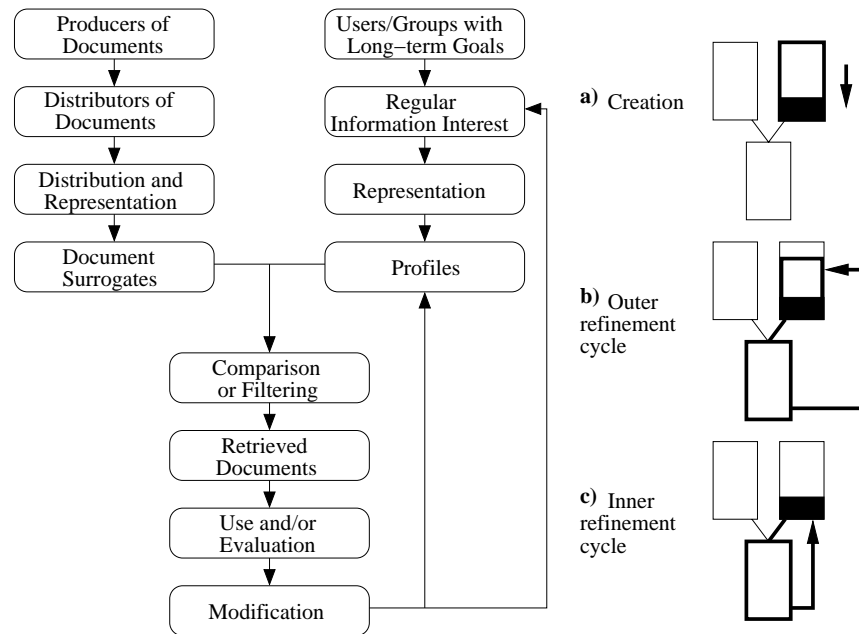 Producers of
Documents
Distributors of
Documents
Distribution and
Representation
Document
Surrogates
Users/Groups with
Long−term Goals
Regular
Information Interest
Representation
Profiles
Comparison
or Filtering
Retrieved
Documents
Use and/or
Evaluation
Modification
a) Creation
b) Outer
refinement
cycle
c) Inner
refinement
cycle